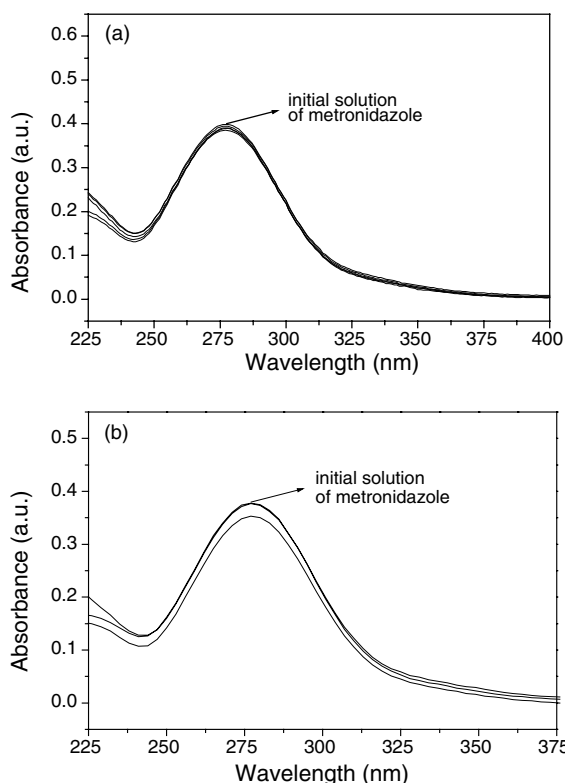 (a)
initial solution
of metronidazole
Absorbance (a.u.)
0.6
0.5
0.4
0.3
0.2
0.1
0.0
225 250 275 300 325 350 375 400
Wavelength (nm)
(b)
initial solution
of metronidazole
Absorbance (a.u.)
0.5
0.4
0.3
0.2
0.1
0.0
225 250 275 300 325 350 375
Wavelength (nm)